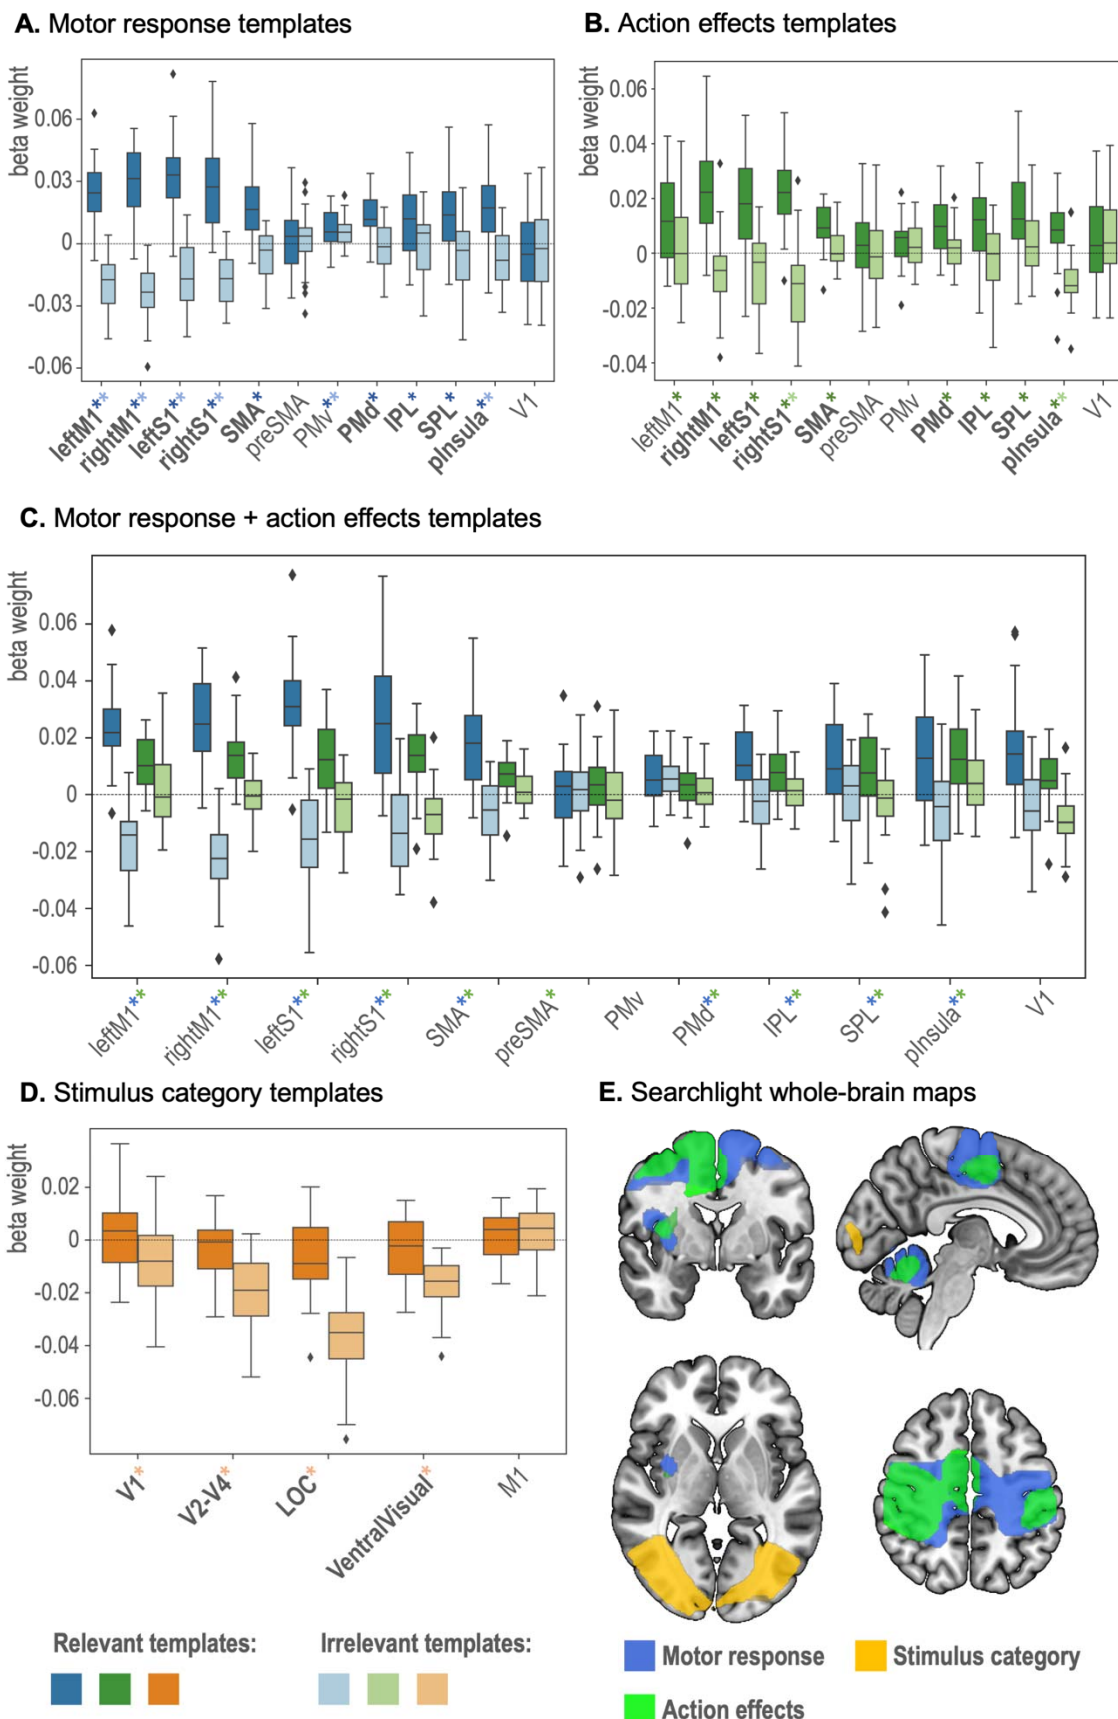 A. Motor response templates
beta weight
0.06
0.03
0
-0.03
-0.06
leftM1** rightM1** leftS1** rightS1** SMA* preSMA PMv** PMd* IPL* SPL* pInsula** V1
B. Action effects templates
beta weight
0.06
0.04
0.02
0
-0.02
-0.04
leftM1* rightM1* leftS1* rightS1** SMA* preSMA PMv PMd* IPL* SPL* pInsula** V1
C. Motor response + action effects templates
beta weight
0.06
0.04
0.02
0
-0.02
-0.04
-0.06
leftM1** rightM1** leftS1** rightS1** SMA** preSMA* PMv PMd** IPL** SPL** pInsula** V1
D. Stimulus category templates
beta weight
0.02
0
-0.02
-0.04
-0.06
V1* V2-V4* LOC* VentralVisual* M1
Relevant templates: Irrelevant templates:
E. Searchlight whole-brain maps
Motor response Stimulus category
Action effects